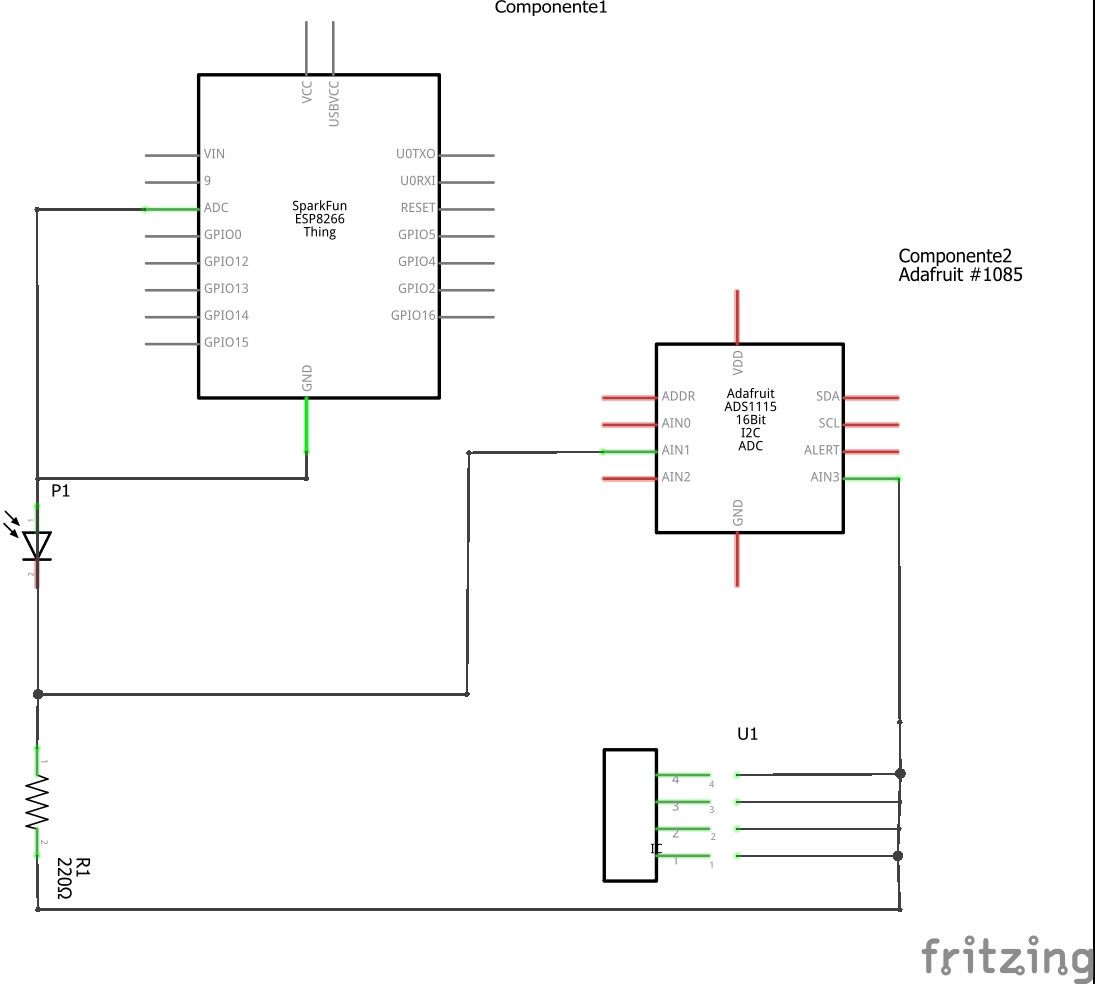 Componente1
VCC
USBVCC
VIN
9
ADC
GPIO0
GPIO12
GPIO13
GPIO14
GPIO15
SparkFun
ESP8266
Thing
U0TXO
U0RXI
RESET
GPIO5
GPIO4
GPIO2
GPIO16
GND
Componente2
Adafruit #1085
VDD
ADDR
AIN0
AIN1
AIN2
Adafruit
ADS1115
16Bit
I2C
ADC
SDA
SCL
ALERT
AIN3
GND
P1
1
2
U1
4
4
3
3
2
2
IC
1
1
1
2
R1
220Ω
fritzing